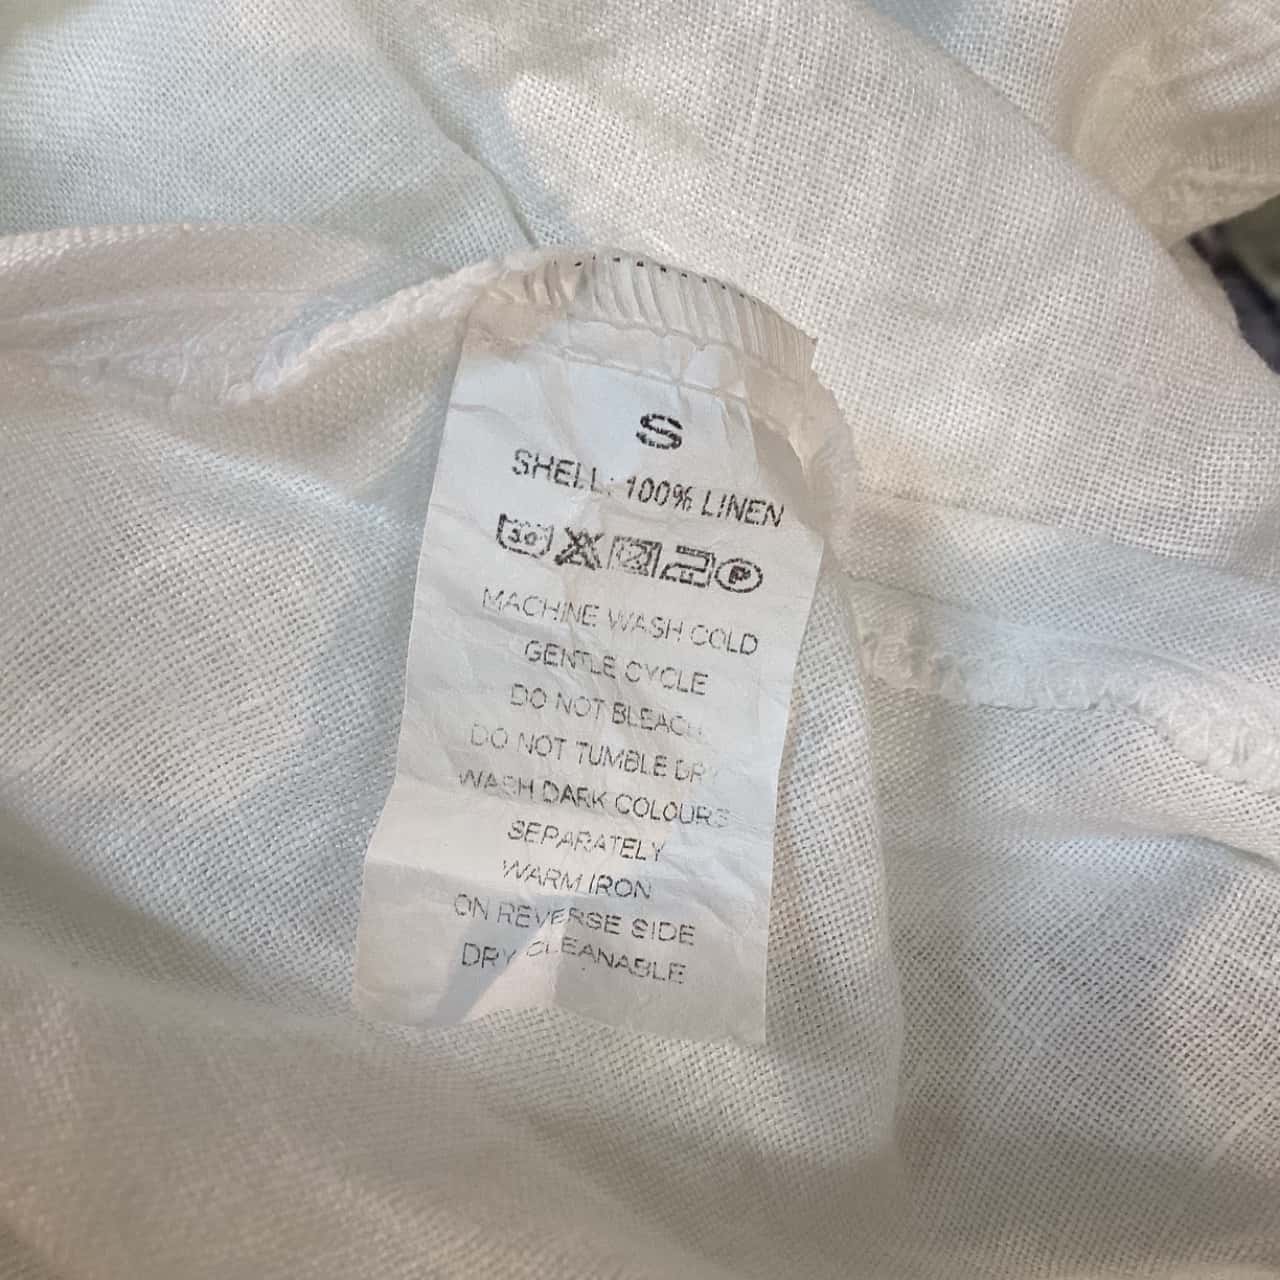 S
SHELL: 100% LINEN
30° P
MACHINE WASH COLD
GENTLE CYCLE
DO NOT BLEACH
DO NOT TUMBLE DRY
WASH DARK COLOURS
SEPARATELY
WARM IRON
ON REVERSE SIDE
DRY CLEANABLE